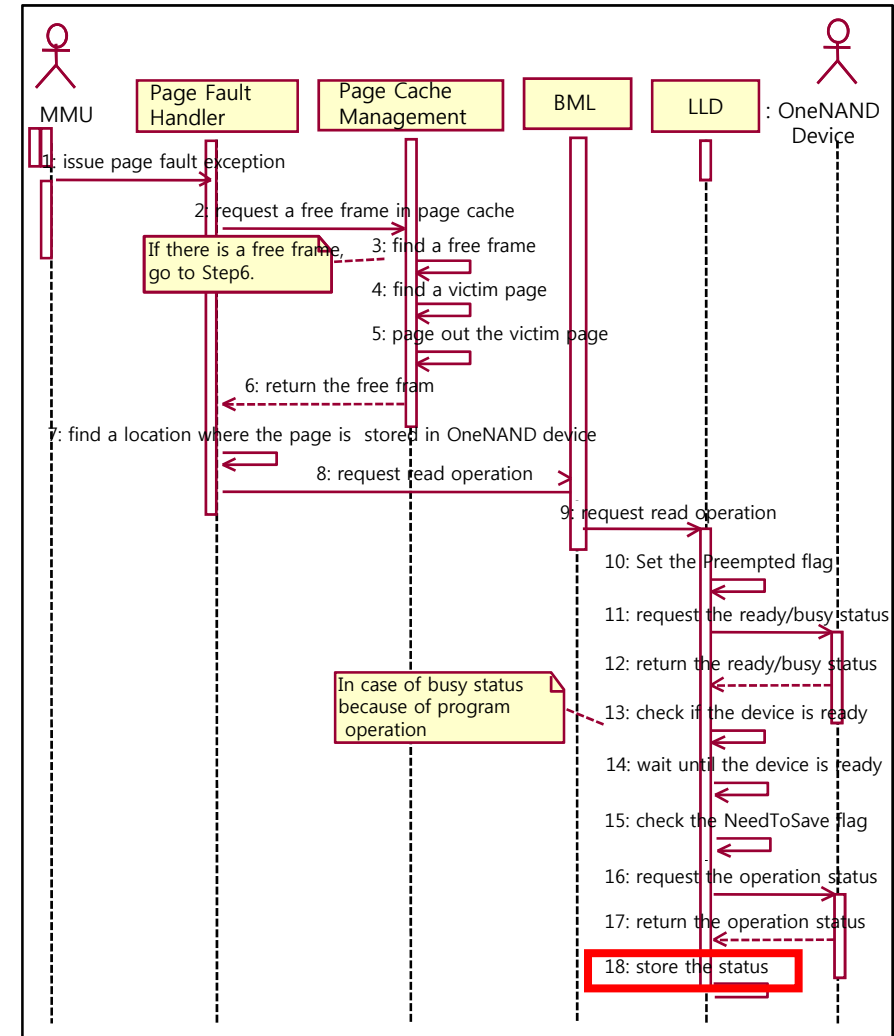 MMU
Page Fault
Handler
Page Cache
Management
BML
LLD
: OneNAND
Device
1: issue page fault exception
2: request a free frame in page cache
If there is a free frame,
go to Step6.
3: find a free frame
4: find a victim page
5: page out the victim page
6: return the free fram
7: find a location where the page is  stored in OneNAND device
8: request read operation
9: request read operation
10: Set the Preempted flag
11: request the ready/busy status
12: return the ready/busy status
In case of busy status
because of program
operation
13: check if the device is ready
14: wait until the device is ready
15: check the NeedToSave flag
16: request the operation status
17: return the operation status
18: store the status